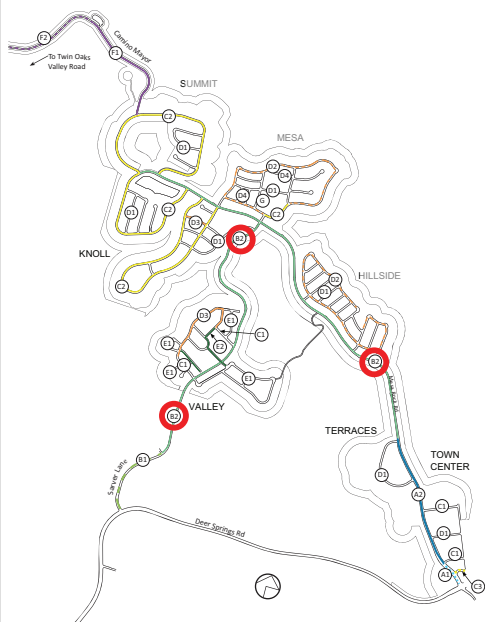 F2
Camino Mayor
F1
To Twin Oaks
Valley Road
SUMMIT
C2
D1
MESA
D2
D4
D1
D4
G
C2
D1
C2
D3
D1
B2
KNOLL
C2
HILLSIDE
D2
D1
D3
E1
C1
E1
E2
C1
E1
E1
B2
VALLEY
B2
B1
Sarver Lane
TERRACES
TOWN
CENTER
D1
A2
C1
D1
C1
A1
C3
Deer Springs Rd